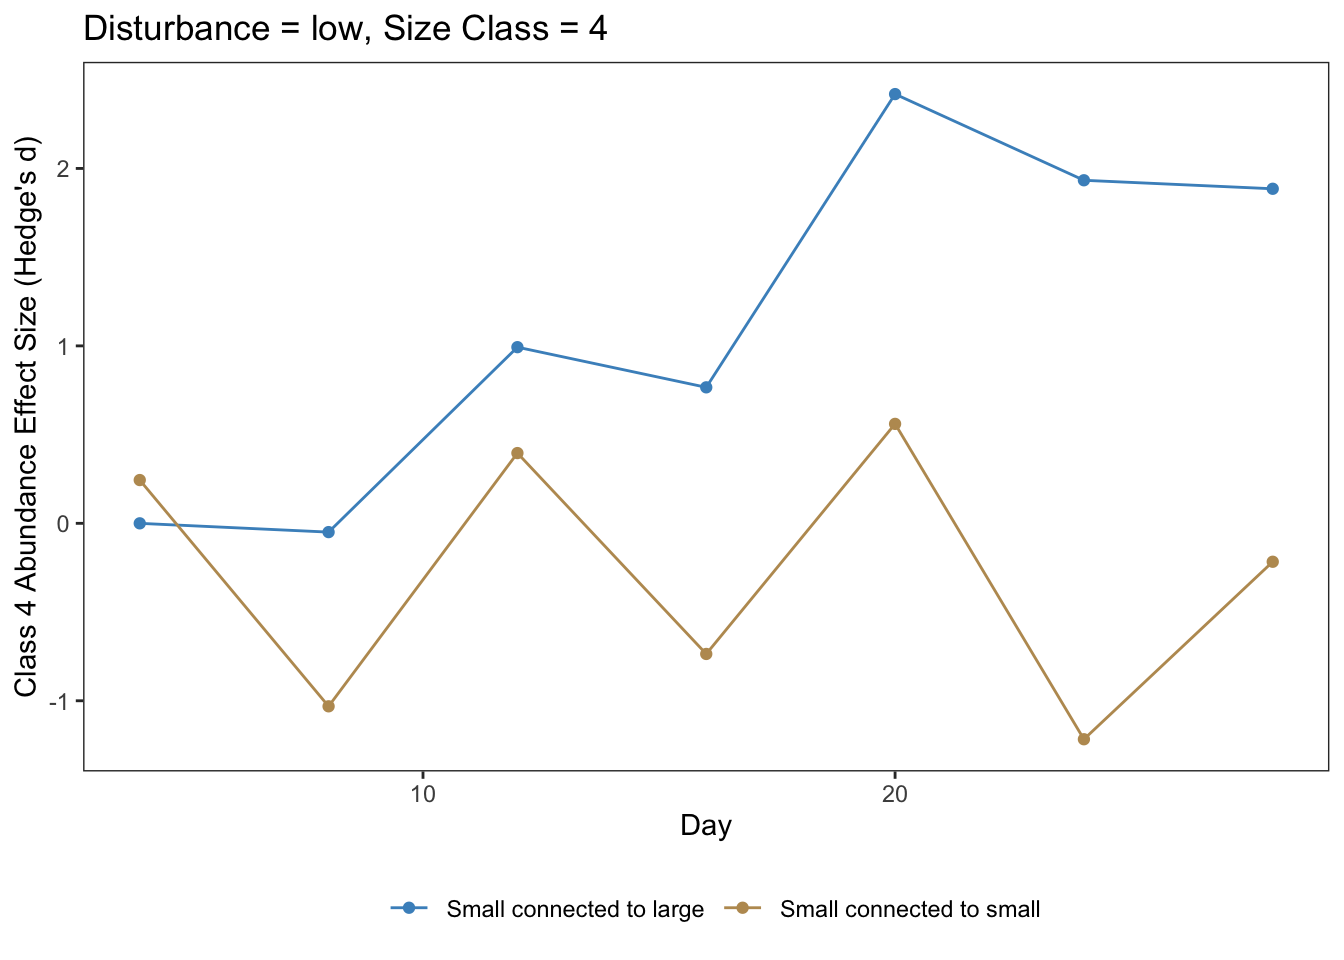 Disturbance = low, Size Class = 4
Class 4 Abundance Effect Size (Hedge's d)
2
1
0
-1
10
20
Day
Small connected to large
Small connected to small